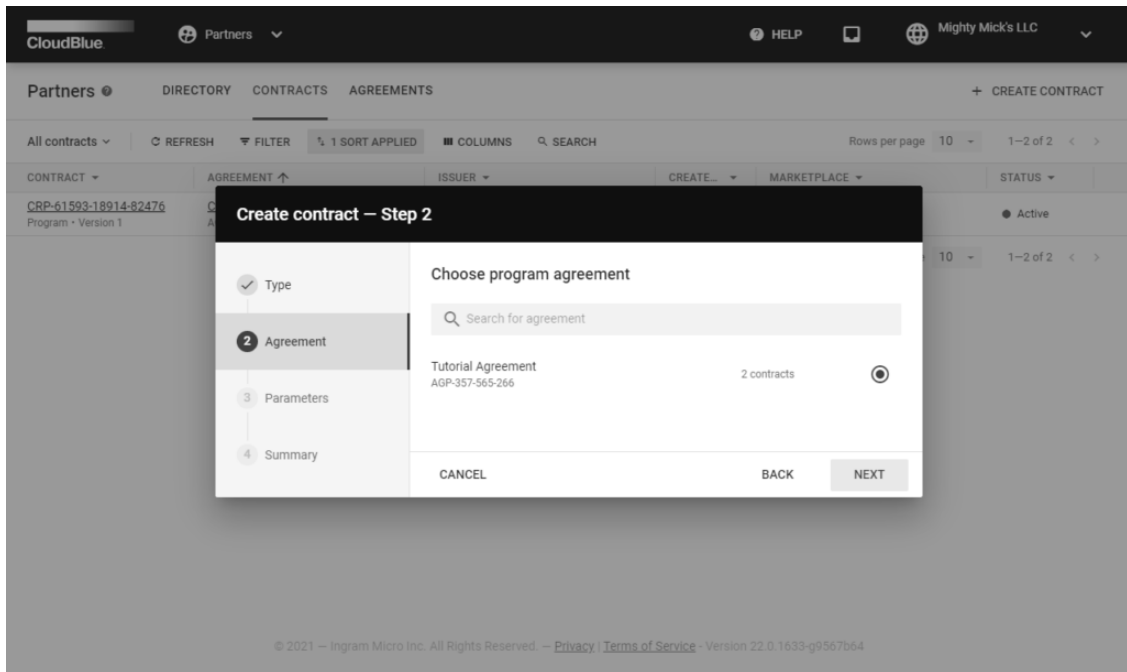 CloudBlue
Partners
HELP
Mighty Mick's LLC
Partners
DIRECTORY CONTRACTS AGREEMENTS
+ CREATE CONTRACT
All contracts
REFRESH
FILTER
1 SORT APPLIED
COLUMNS
SEARCH
Rows per page 10
1–2 of 2
CONTRACT AGREEMENT ISSUER CREATE... MARKETPLACE STATUS
CRP-61593-18914-82476
Program • Version 1
Active
10
1–2 of 2
Create contract — Step 2
Type
2 Agreement
3 Parameters
4 Summary
Choose program agreement
Search for agreement
Tutorial Agreement
AGP-357-565-266
2 contracts
CANCEL
BACK
NEXT
© 2021 — Ingram Micro Inc. All Rights Reserved. — Privacy | Terms of Service - Version 22.0.1633-g9567b64